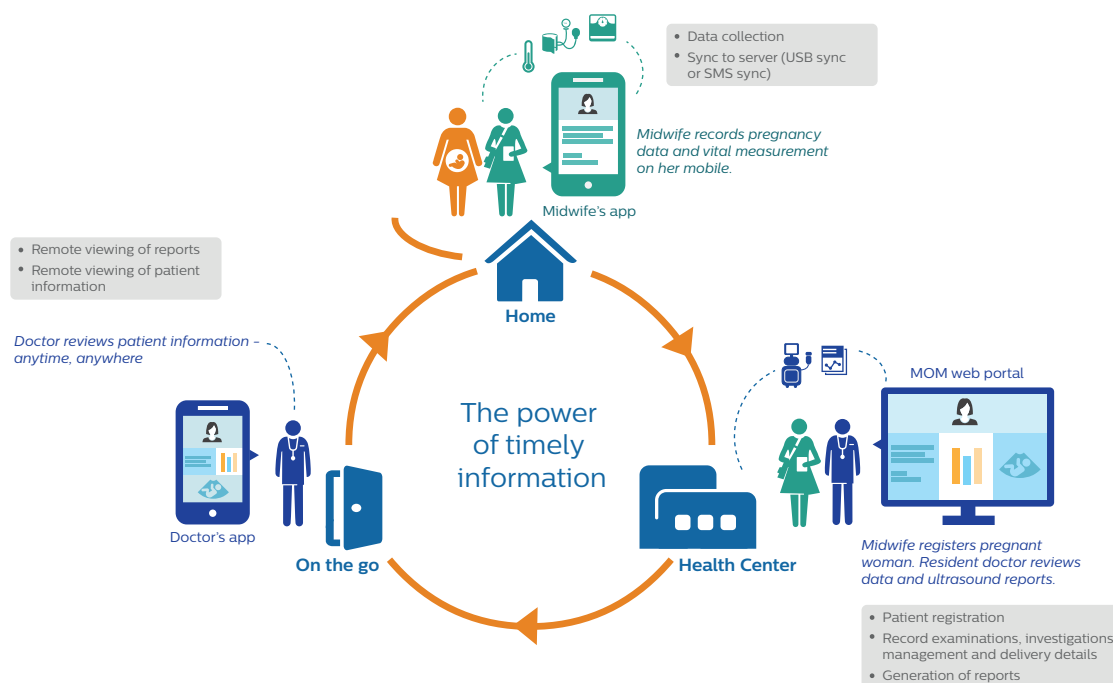 • Data collection
• Sync to server (USB sync
or SMS sync)
Midwife records pregnancy
data and vital measurement
on her mobile.
Midwife's app
• Remote viewing of reports
• Remote viewing of patient
information
Home
Doctor reviews patient information –
anytime, anywhere
MOM web portal
The power
of timely
information
Doctor's app
On the go
Health Center
Midwife registers pregnant
woman. Resident doctor reviews
data and ultrasound reports.
• Patient registration
• Record examinations, investigations
management and delivery details
• Generation of reports